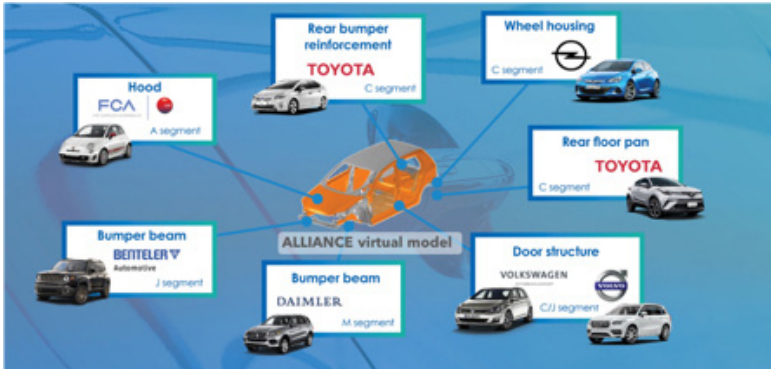 Rear bumper
reinforcement
TOYOTA
C segment
Wheel housing
C segment
Hood
FCA
A segment
Rear floor pan
TOYOTA
C segment
Bumper beam
BENTELER
Automotive
J segment
ALLIANCE virtual model
Bumper beam
DAIMLER
M segment
Door structure
VOLKSWAGEN
VOLVO
C/J segment